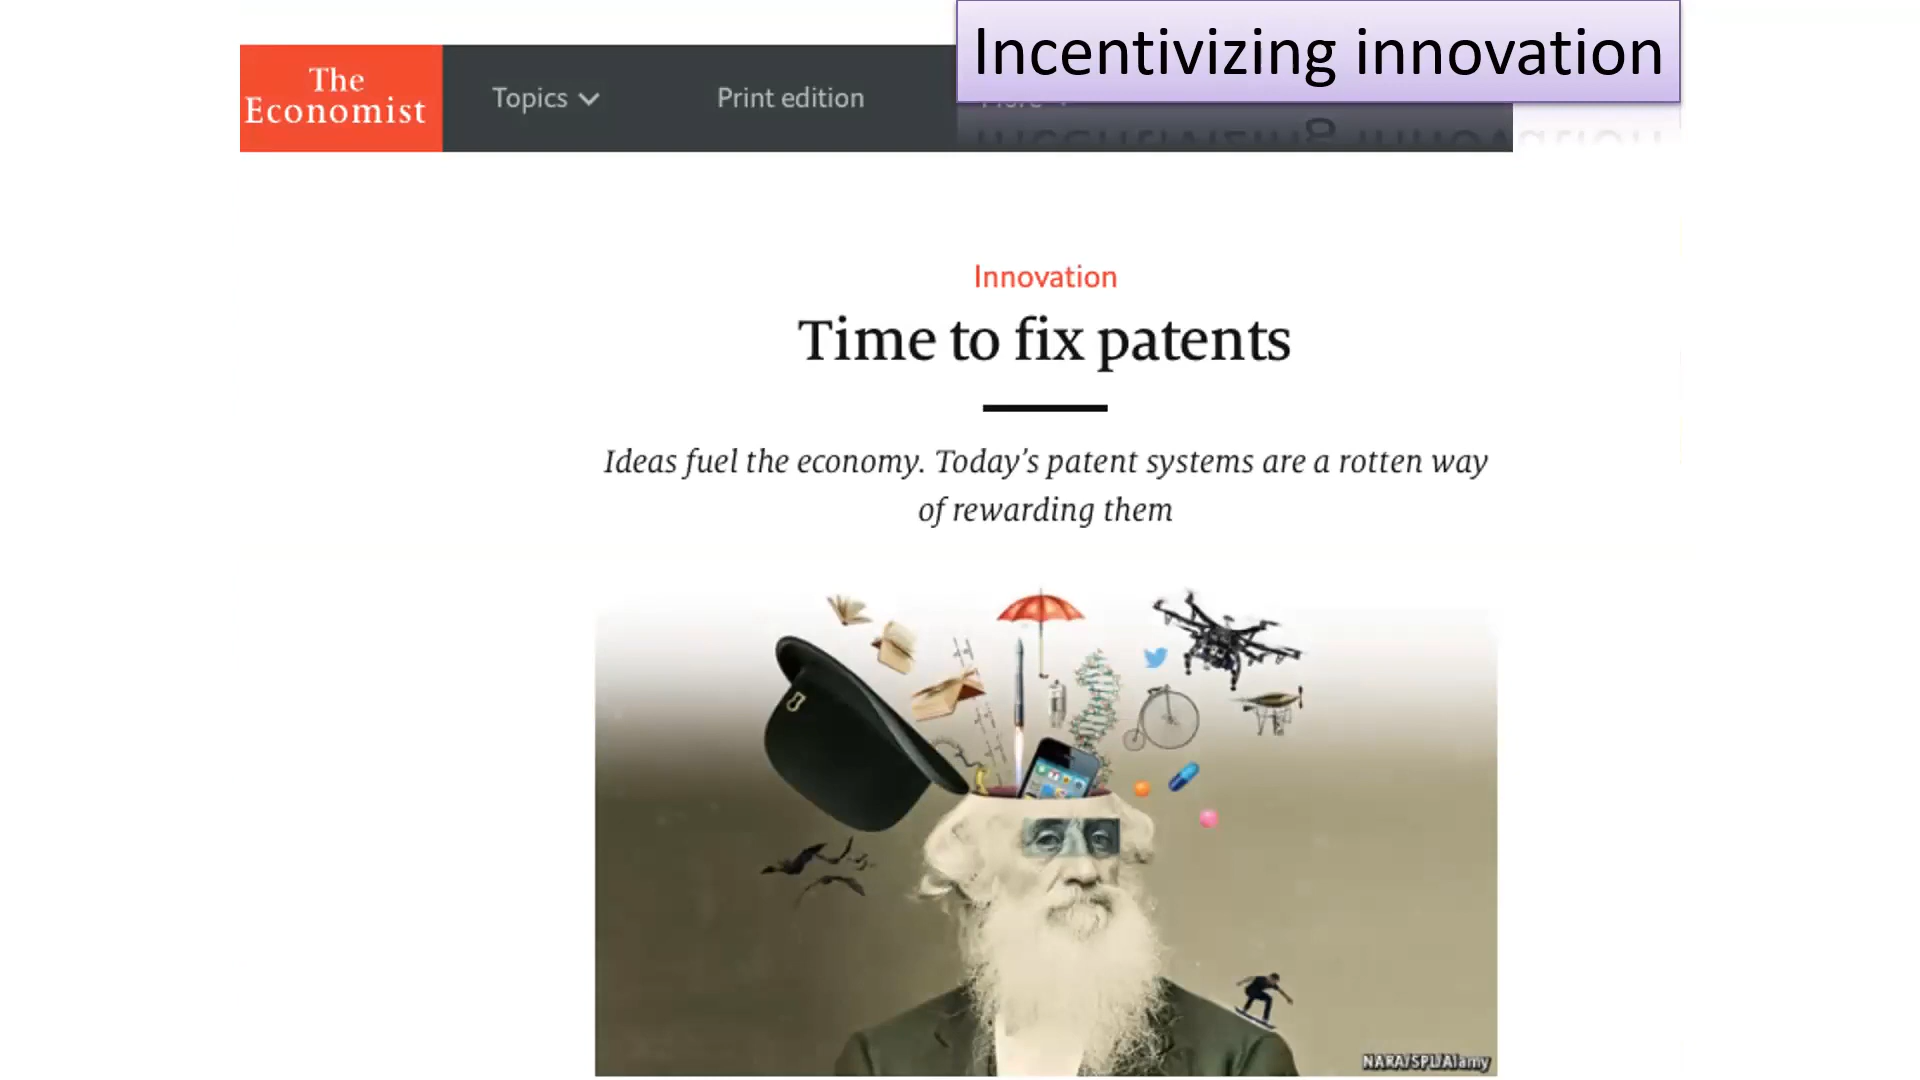 Incentivizing innovation
The
Economist
Topics
Print edition
More
Innovation
Time to fix patents
Ideas fuel the economy. Today's patent systems are a rotten way
of rewarding them
NARA/SPL/Alamy